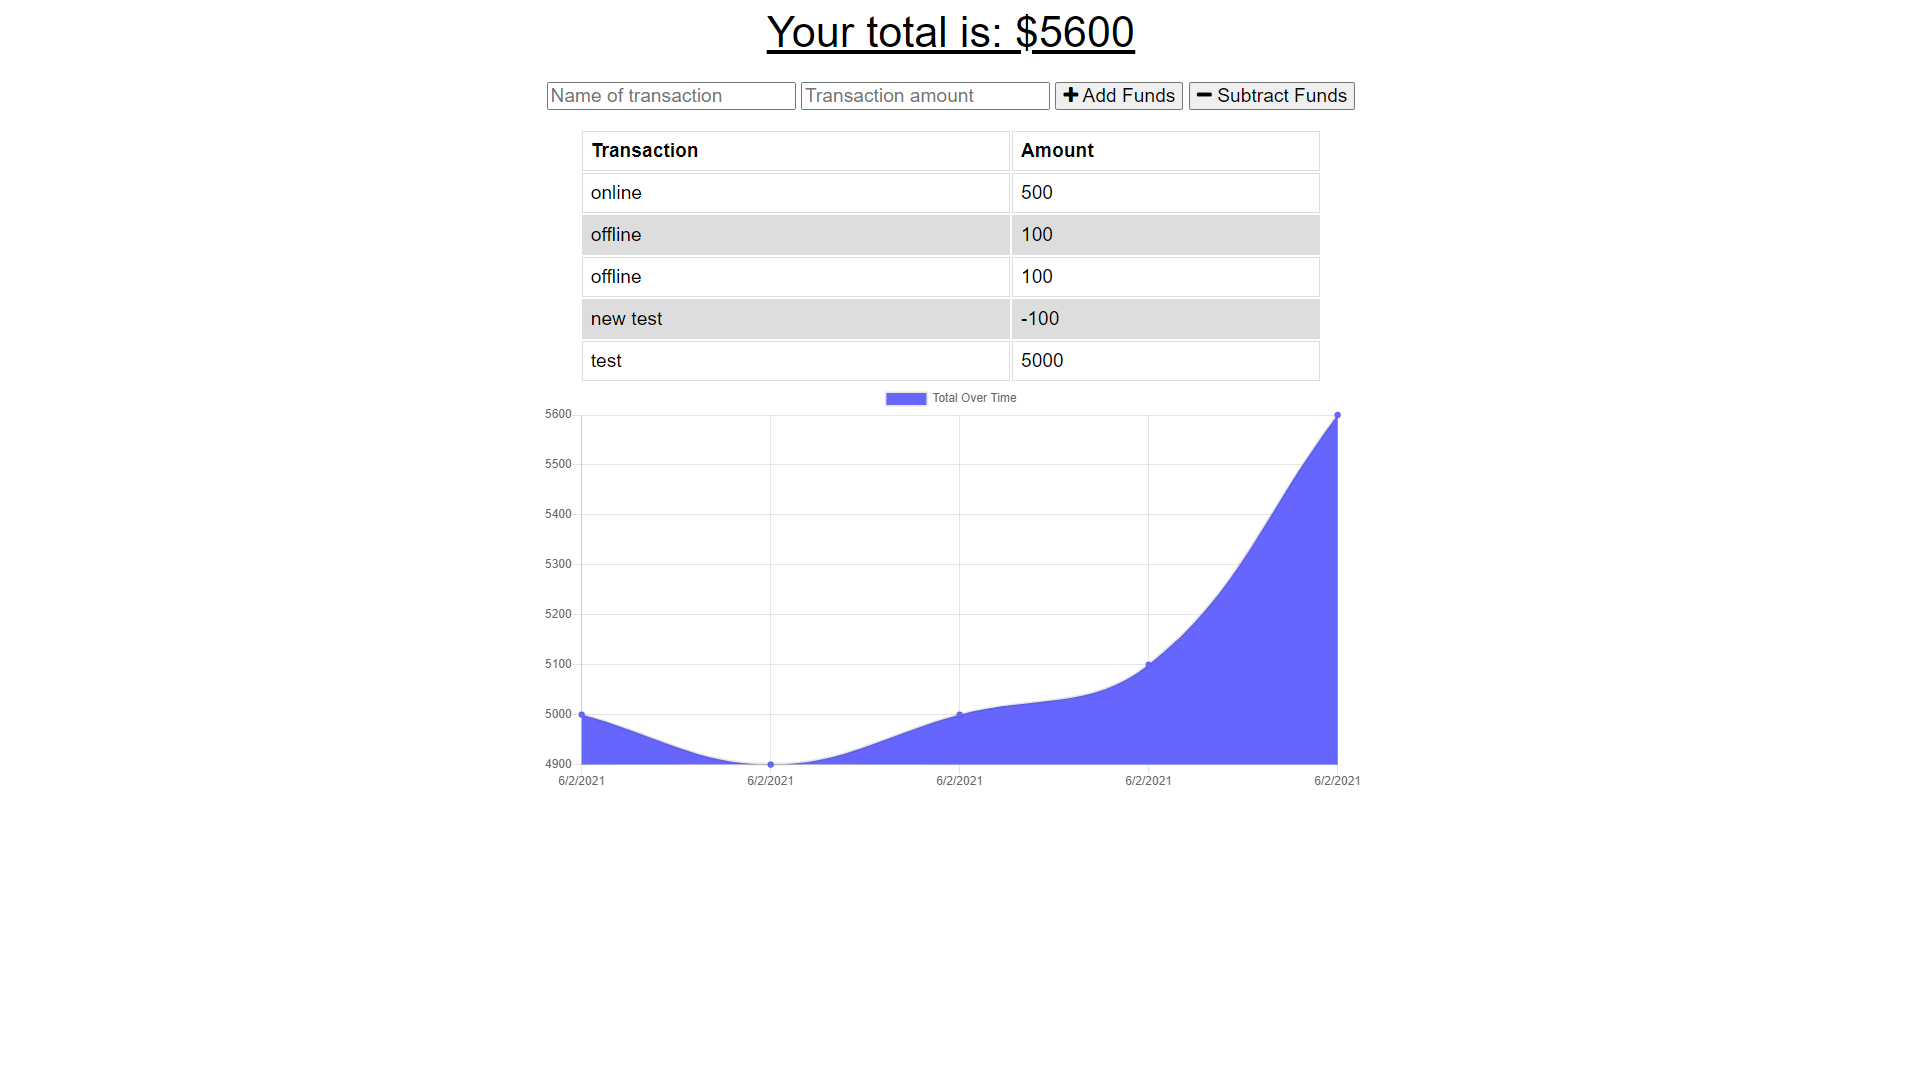 Your total is: $5600
Name of transaction Transaction amount Add Funds Subtract Funds
Transaction Amount
online 500
offline 100
offline 100
new test -100
test 5000
Total Over Time
5600
5500
5400
5300
5200
5100
5000
4900
6/2/2021 6/2/2021 6/2/2021 6/2/2021 6/2/2021